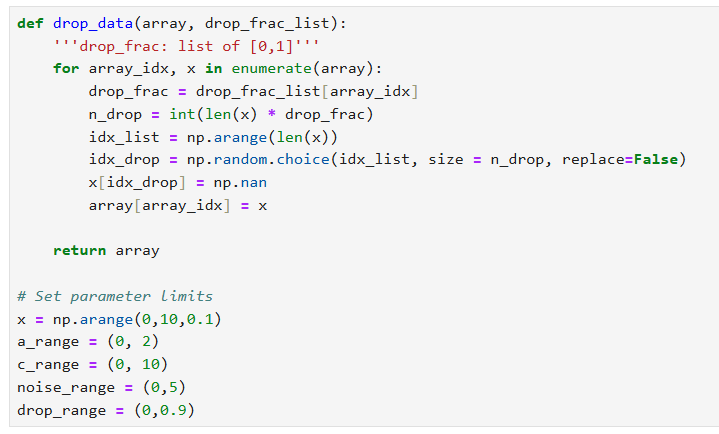 def drop_data(array, drop_frac_list):
    '''drop_frac: list of [0,1]'''
    for array_idx, x in enumerate(array):
        drop_frac = drop_frac_list[array_idx]
        n_drop = int(len(x) * drop_frac)
        idx_list = np.arange(len(x))
        idx_drop = np.random.choice(idx_list, size = n_drop, replace=False)
        x[idx_drop] = np.nan
        array[array_idx] = x

    return array

# Set parameter limits
x = np.arange(0,10,0.1)
a_range = (0, 2)
c_range = (0, 10)
noise_range = (0,5)
drop_range = (0,0.9)